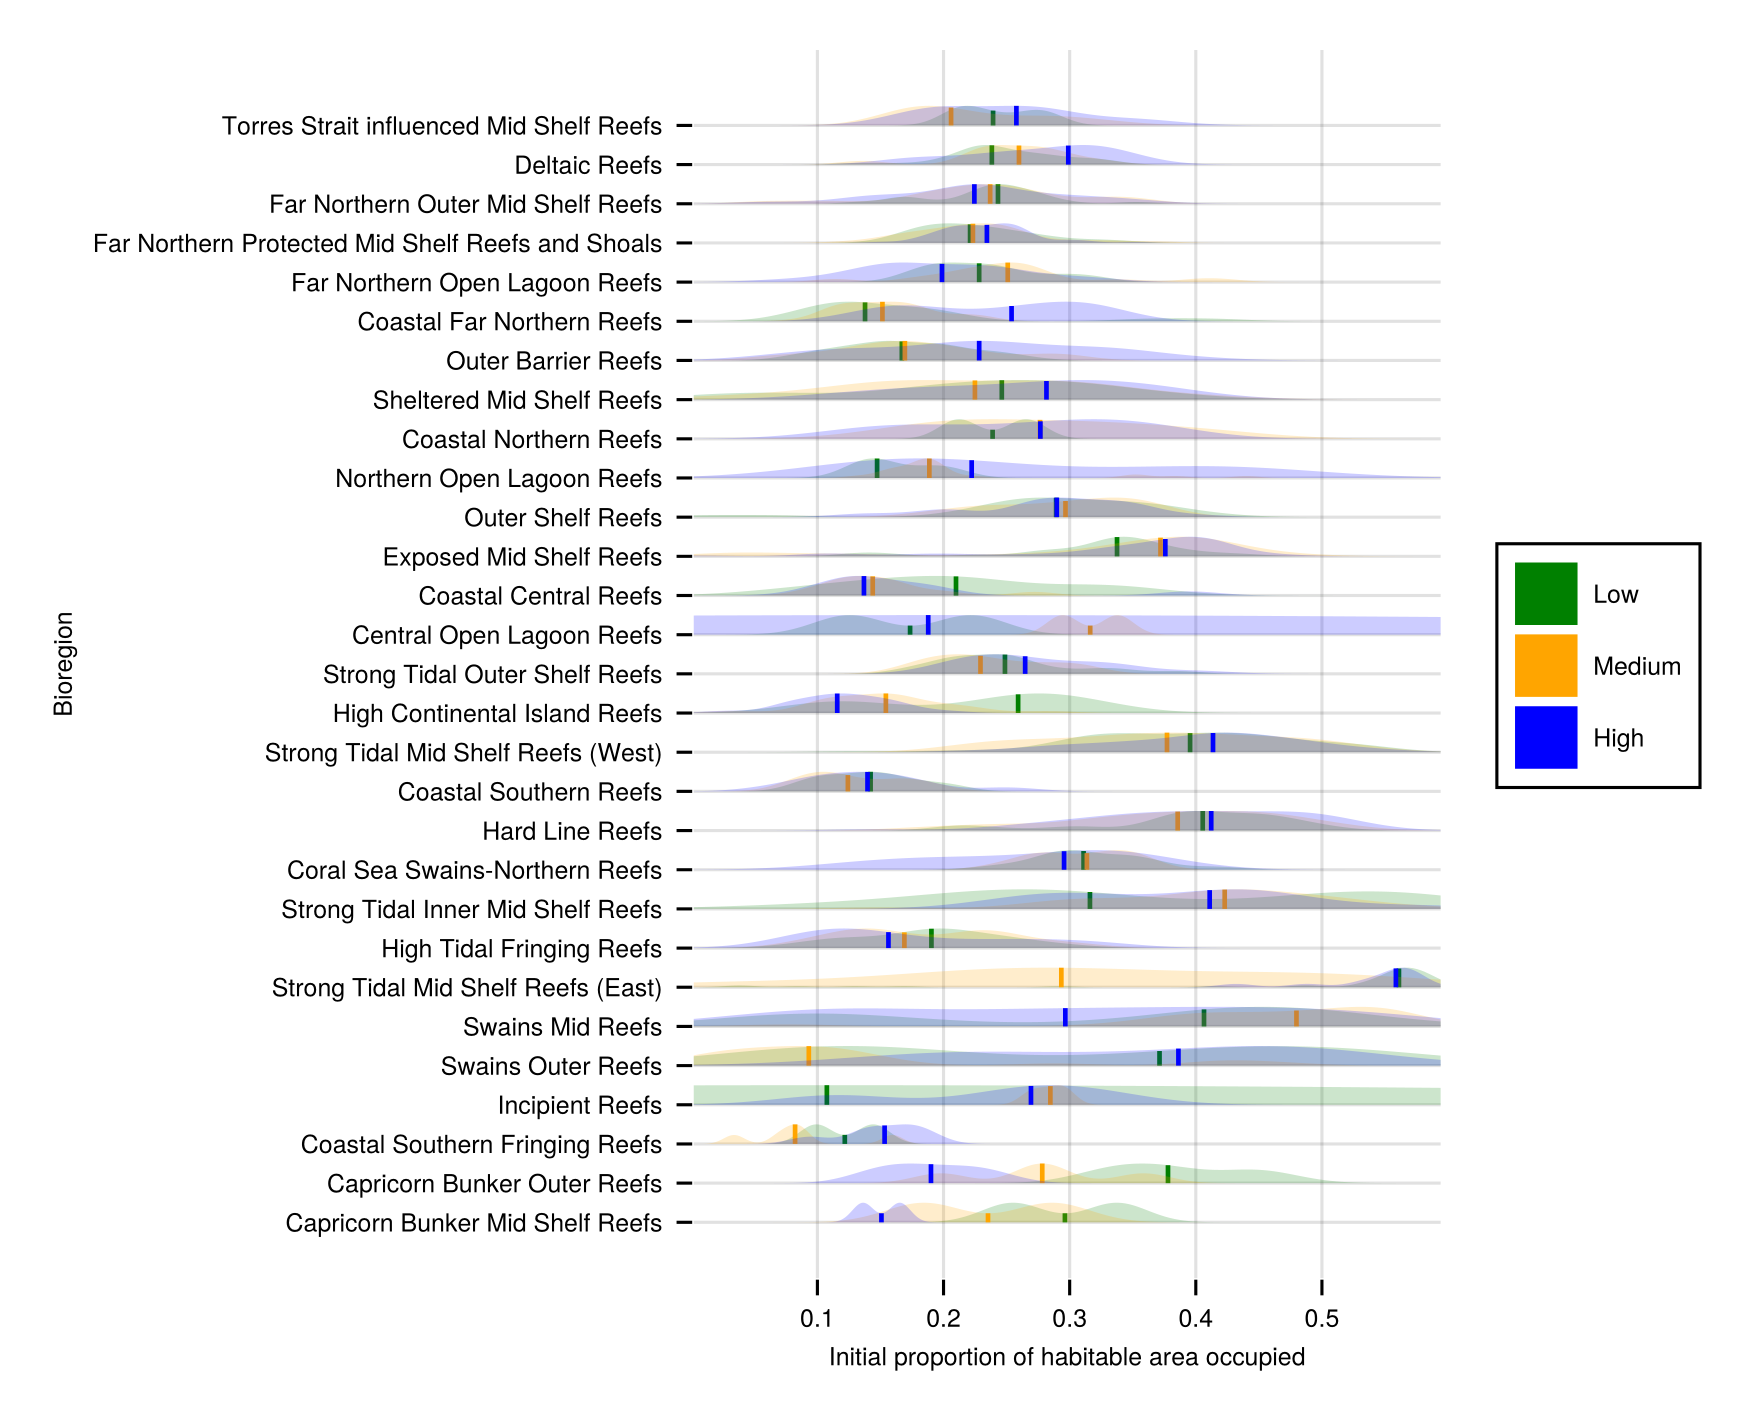 Torres Strait influenced Mid Shelf Reefs
Deltaic Reefs
Far Northern Outer Mid Shelf Reefs
Far Northern Protected Mid Shelf Reefs and Shoals
Far Northern Open Lagoon Reefs
Coastal Far Northern Reefs
Outer Barrier Reefs
Sheltered Mid Shelf Reefs
Coastal Northern Reefs
Northern Open Lagoon Reefs
Outer Shelf Reefs
Exposed Mid Shelf Reefs
Coastal Central Reefs
Central Open Lagoon Reefs
Strong Tidal Outer Shelf Reefs
High Continental Island Reefs
Strong Tidal Mid Shelf Reefs (West)
Coastal Southern Reefs
Hard Line Reefs
Coral Sea Swains-Northern Reefs
Strong Tidal Inner Mid Shelf Reefs
High Tidal Fringing Reefs
Strong Tidal Mid Shelf Reefs (East)
Swains Mid Reefs
Swains Outer Reefs
Incipient Reefs
Coastal Southern Fringing Reefs
Capricorn Bunker Outer Reefs
Capricorn Bunker Mid Shelf Reefs
Bioregion
0.1 0.2 0.3 0.4 0.5
Initial proportion of habitable area occupied
Low
Medium
High